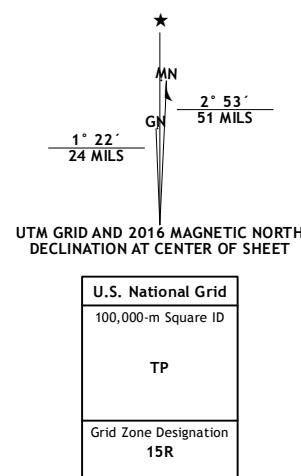 MN
2° 53´
51 MILS
GN
1° 22´
24 MILS
UTM GRID AND 2016 MAGNETIC NORTH
DECLINATION AT CENTER OF SHEET
U.S. National Grid
100,000-m Square ID
TP
Grid Zone Designation
15R